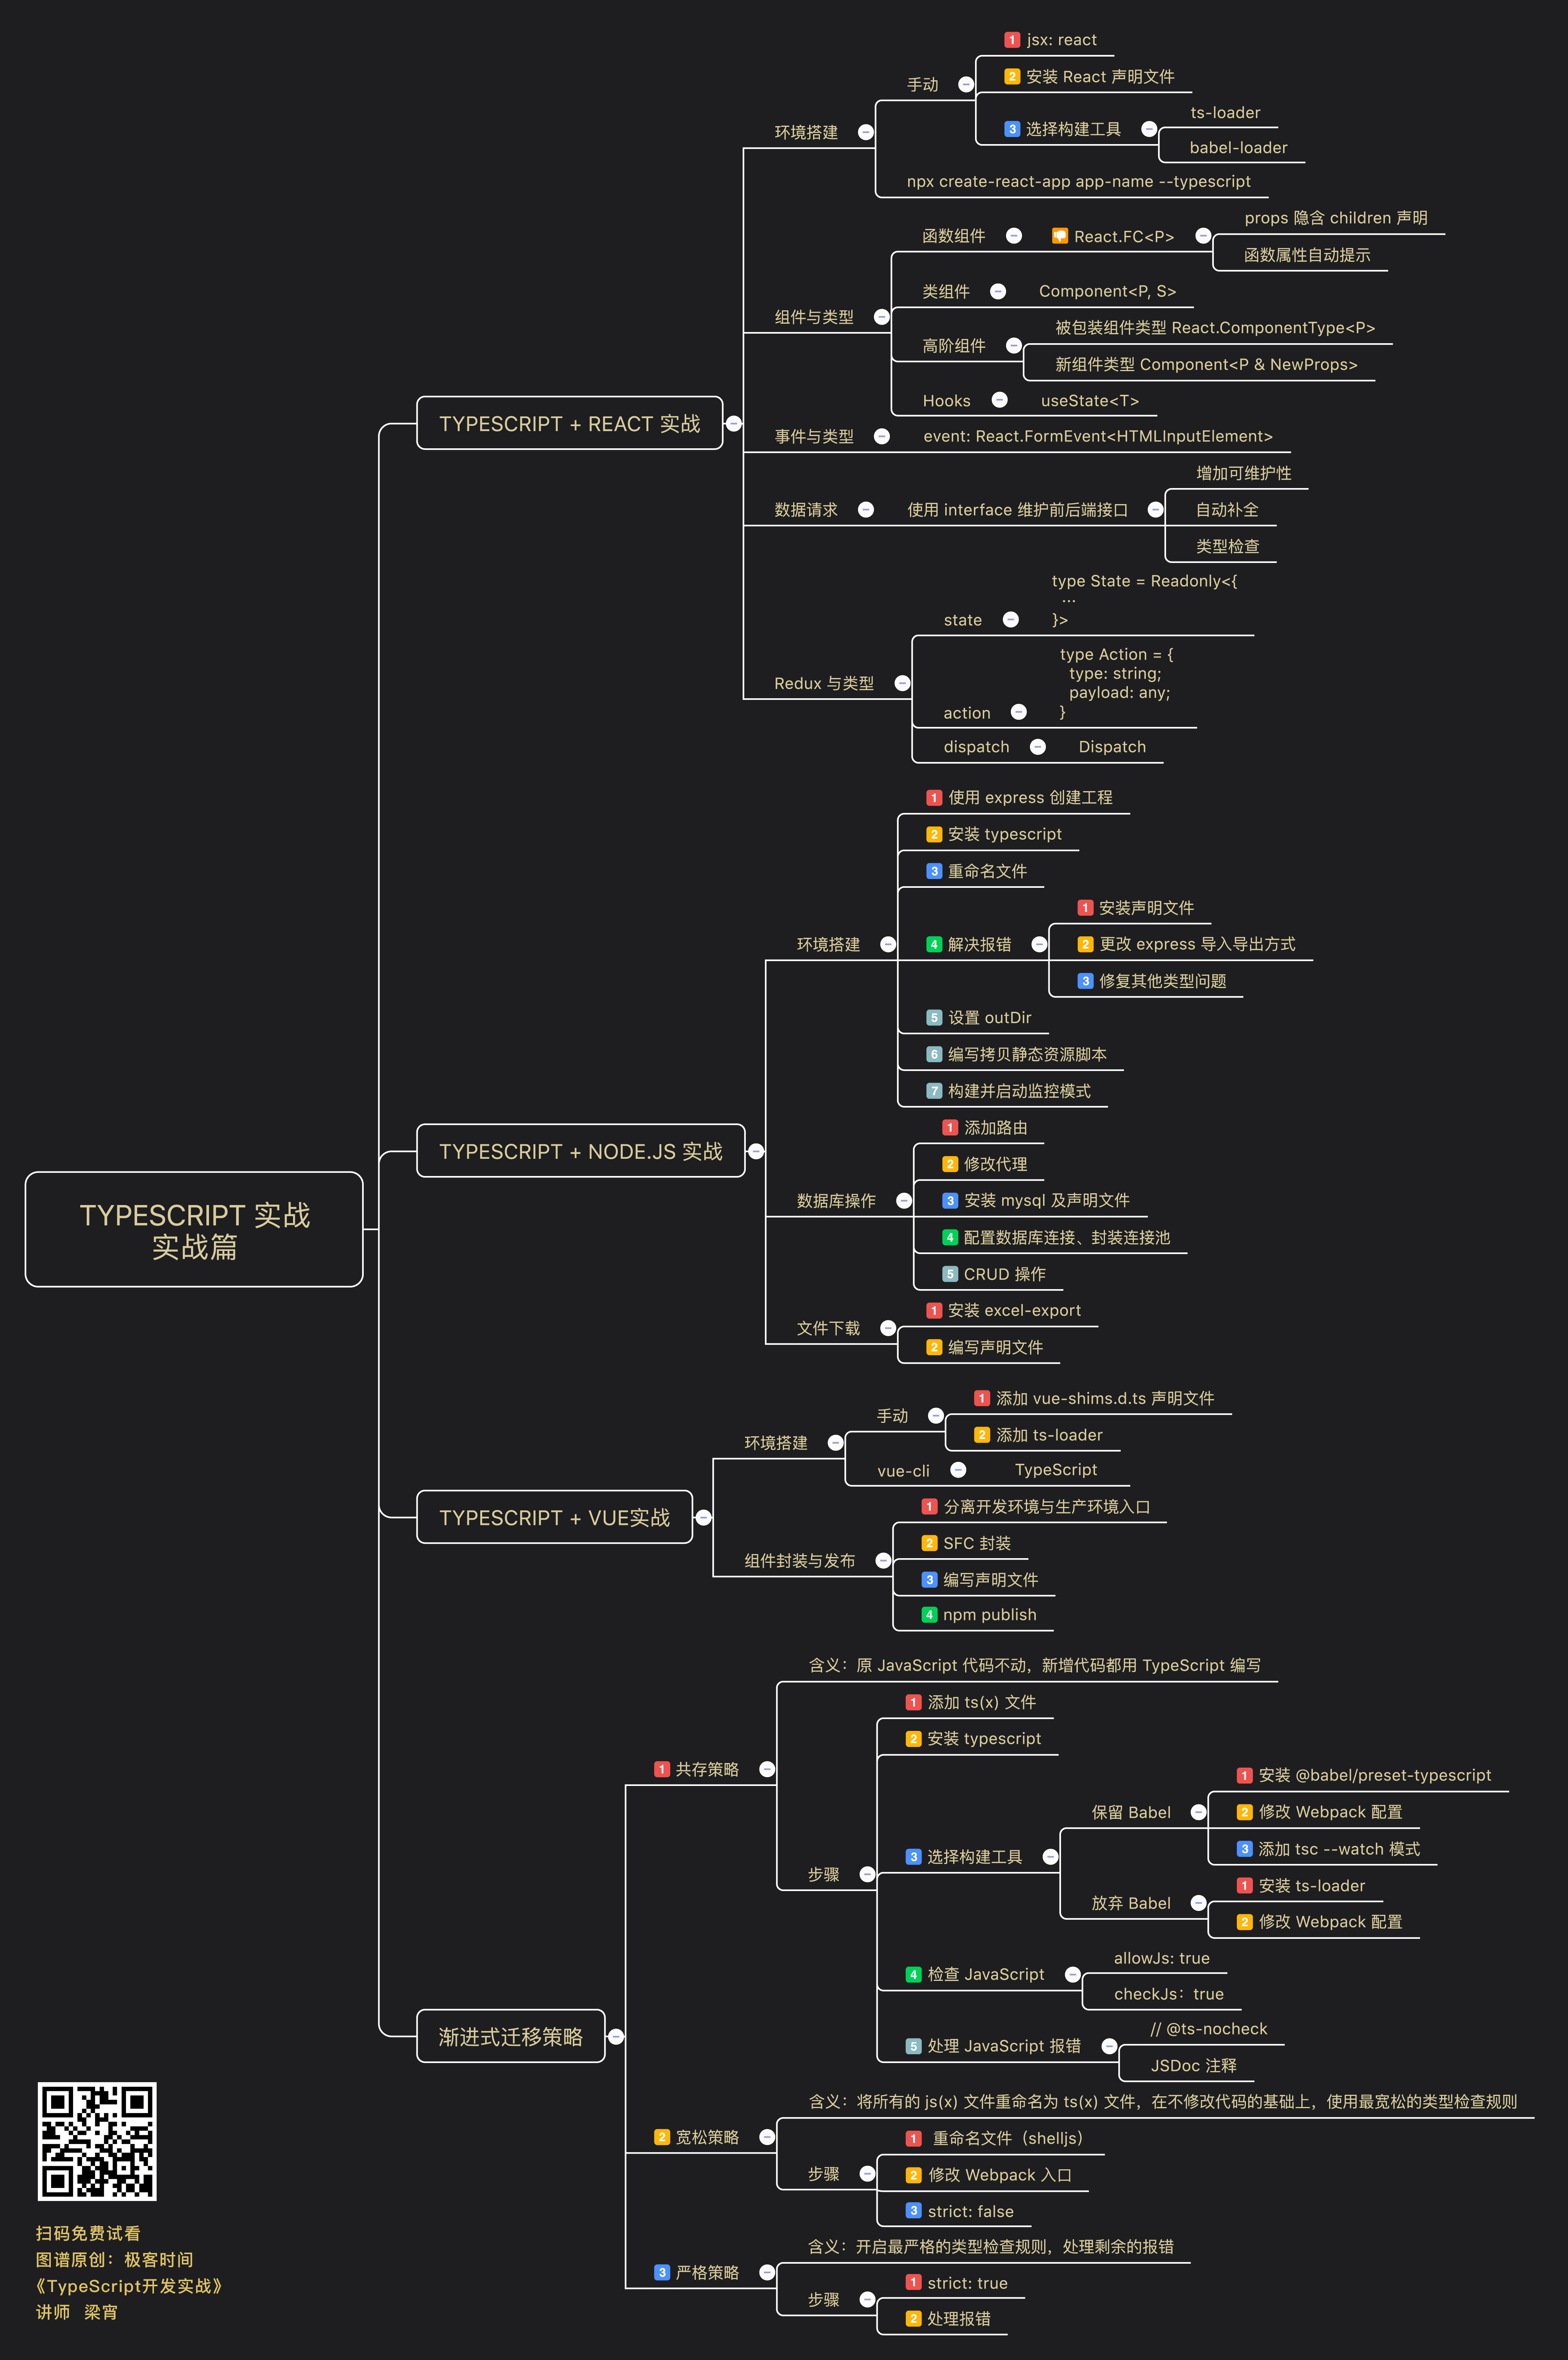 TYPESCRIPT 实战
实战篇
TYPESCRIPT + REACT 实战
环境搭建
手动
1 jsx: react
2 安装 React 声明文件
3 选择构建工具
ts-loader
babel-loader
npx create-react-app app-name --typescript
组件与类型
函数组件
React.FC<P>
props 隐含 children 声明
函数属性自动提示
类组件
Component<P, S>
高阶组件
被包装组件类型 React.ComponentType<P>
新组件类型 Component<P & NewProps>
Hooks
useState<T>
事件与类型
event: React.FormEvent<HTMLInputElement>
数据请求
使用 interface 维护前后端接口
增加可维护性
自动补全
类型检查
Redux 与类型
state
type State = Readonly<{
...
}>
action
type Action = {
type: string;
payload: any;
}
dispatch
Dispatch
TYPESCRIPT + NODE.JS 实战
环境搭建
1 使用 express 创建工程
2 安装 typescript
3 重命名文件
4 解决报错
1 安装声明文件
2 更改 express 导入导出方式
3 修复其他类型问题
5 设置 outDir
6 编写拷贝静态资源脚本
7 构建并启动监控模式
数据库操作
1 添加路由
2 修改代理
3 安装 mysql 及声明文件
4 配置数据库连接、封装连接池
5 CRUD 操作
文件下载
1 安装 excel-export
2 编写声明文件
TYPESCRIPT + VUE实战
环境搭建
手动
1 添加 vue-shims.d.ts 声明文件
2 添加 ts-loader
vue-cli
TypeScript
组件封装与发布
1 分离开发环境与生产环境入口
2 SFC 封装
3 编写声明文件
4 npm publish
渐进式迁移策略
1 共存策略
含义：原 JavaScript 代码不动，新增代码都用 TypeScript 编写
步骤
1 添加 ts(x) 文件
2 安装 typescript
3 选择构建工具
保留 Babel
1 安装 @babel/preset-typescript
2 修改 Webpack 配置
3 添加 tsc --watch 模式
放弃 Babel
1 安装 ts-loader
2 修改 Webpack 配置
4 检查 JavaScript
allowJs: true
checkJs：true
5 处理 JavaScript 报错
// @ts-nocheck
JSDoc 注释
2 宽松策略
含义：将所有的 js(x) 文件重命名为 ts(x) 文件，在不修改代码的基础上，使用最宽松的类型检查规则
步骤
1 重命名文件（shelljs）
2 修改 Webpack 入口
3 strict: false
3 严格策略
含义：开启最严格的类型检查规则，处理剩余的报错
步骤
1 strict: true
2 处理报错
扫码免费试看
图谱原创：极客时间
《TypeScript开发实战》
讲师 梁宵